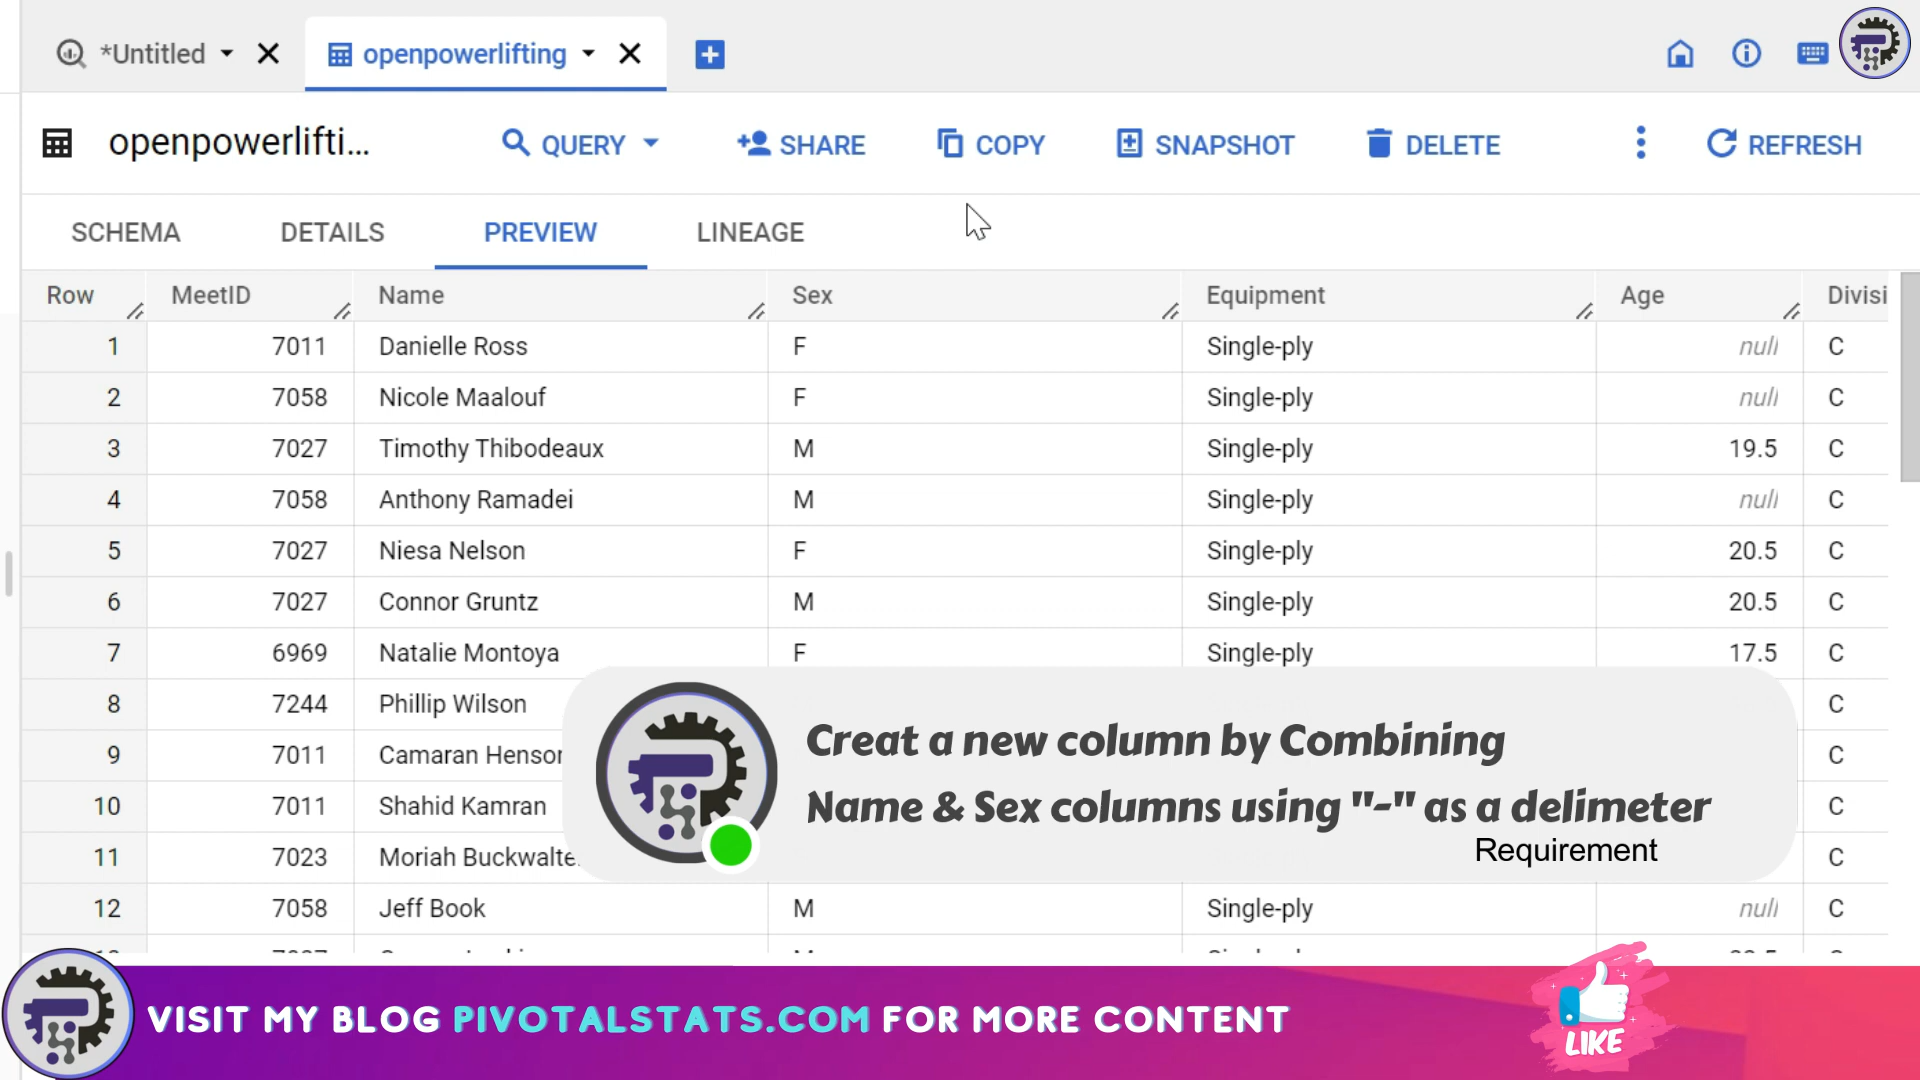 *Untitled
openpowerlifting
openpowerlifti...
QUERY
SHARE
COPY
SNAPSHOT
DELETE
REFRESH
SCHEMA DETAILS PREVIEW LINEAGE
Row MeetID Name Sex Equipment Age Divisi
1 7011 Danielle Ross F Single-ply null C
2 7058 Nicole Maalouf F Single-ply null C
3 7027 Timothy Thibodeaux M Single-ply 19.5 C
4 7058 Anthony Ramadei M Single-ply null C
5 7027 Niesa Nelson F Single-ply 20.5 C
6 7027 Connor Gruntz M Single-ply 20.5 C
7 6969 Natalie Montoya F Single-ply 17.5 C
8 7244 Phillip Wilson C
9 7011 Camaran Henson C
10 7011 Shahid Kamran C
11 7023 Moriah Buckwalte C
12 7058 Jeff Book M Single-ply null C
Creat a new column by Combining
Name & Sex columns using "-" as a delimeter
Requirement
VISIT MY BLOG PIVOTALSTATS.COM FOR MORE CONTENT
LIKE